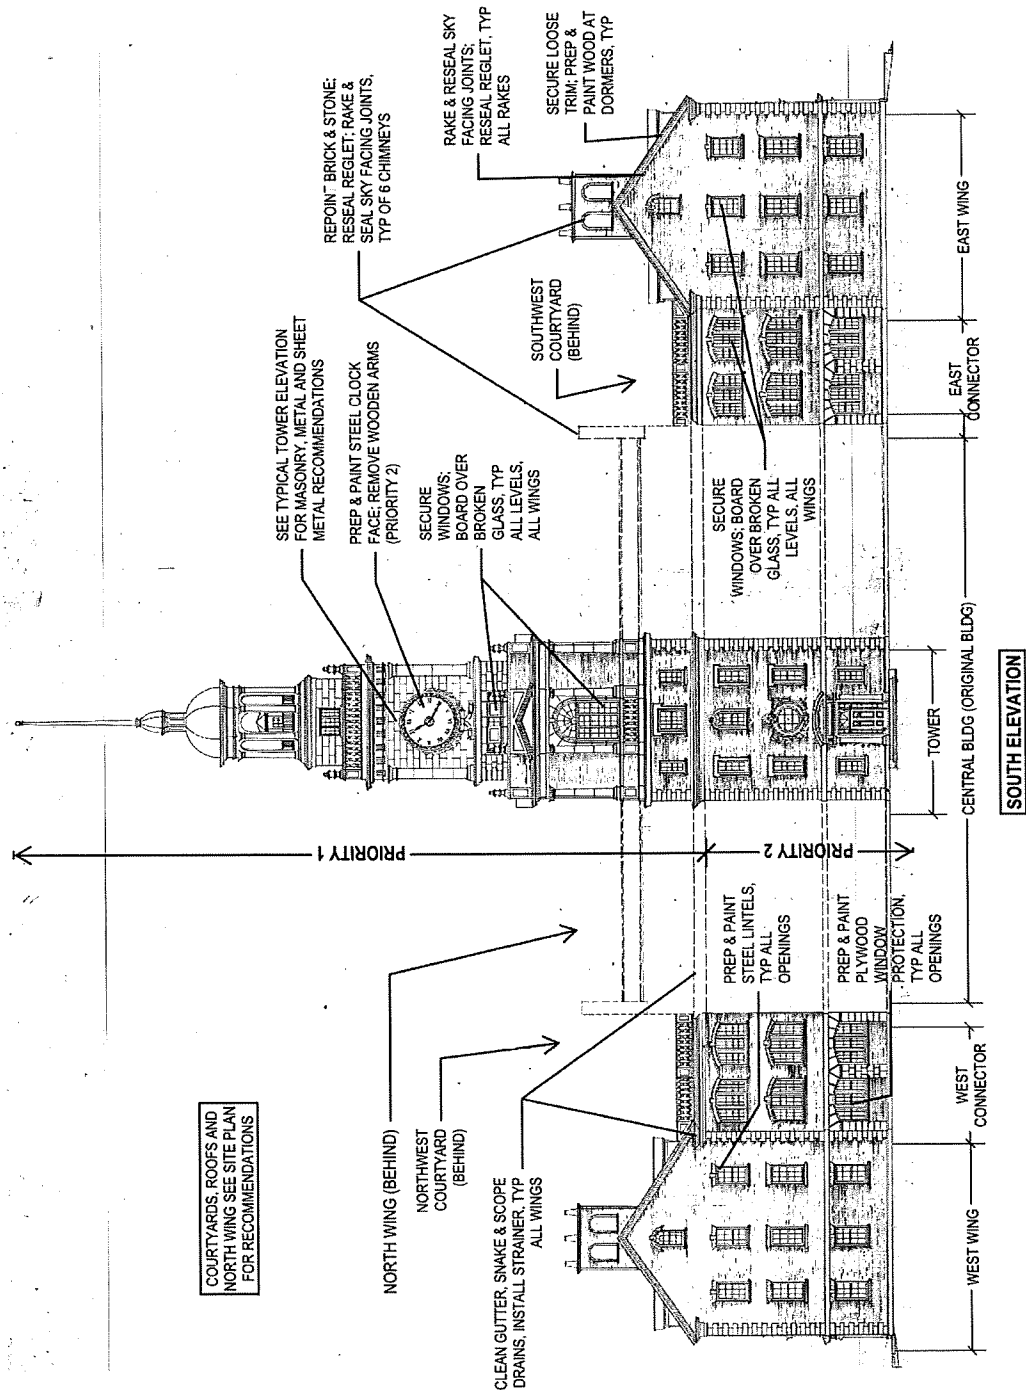 COURTYARDS, ROOFS AND
NORTH WING SEE SITE PLAN
FOR RECOMMENDATIONS
NORTH WING (BEHIND)
NORTHWEST
COURTYARD
(BEHIND)
CLEAN GUTTER, SNAKE & SCOPE
DRAINS, INSTALL STRAINER, TYP
ALL WINGS
PRIORITY 1
PRIORITY 2
PREP & PAINT
STEEL LINTELS,
TYP ALL
OPENINGS
PREP & PAINT
PLYWOOD
WINDOW
PROTECTION,
TYP ALL
OPENINGS
SEE TYPICAL TOWER ELEVATION
FOR MASONRY, METAL AND SHEET
METAL RECOMMENDATIONS
PREP & PAINT STEEL CLOCK
FACE; REMOVE WOODEN ARMS
(PRIORITY 2)
SECURE
WINDOWS;
BOARD OVER
BROKEN
GLASS, TYP
ALL LEVELS,
ALL WINGS
REPOINT BRICK & STONE;
RESEAL REGLET; RAKE &
SEAL SKY FACING JOINTS,
TYP OF 6 CHIMNEYS
RAKE & RESEAL SKY
FACING JOINTS;
RESEAL REGLET, TYP
ALL RAKES
SECURE LOOSE
TRIM; PREP &
PAINT WOOD AT
DORMERS, TYP
SOUTHWEST
COURTYARD
(BEHIND)
SECURE
WINDOWS; BOARD
OVER BROKEN
GLASS, TYP ALL
LEVELS, ALL
WINGS
WEST WING
WEST
CONNECTOR
TOWER
CENTRAL BLDG (ORIGINAL BLDG)
EAST
CONNECTOR
EAST WING
SOUTH ELEVATION